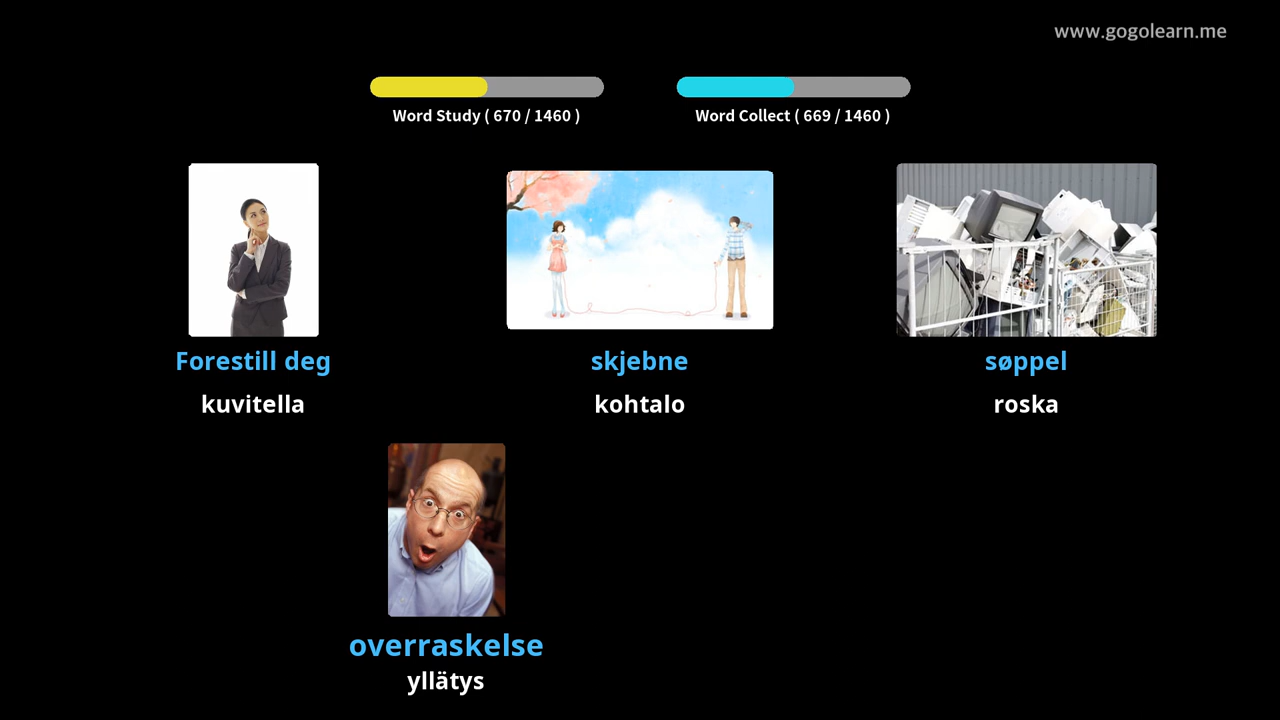 www.gogolearn.me
Word Study ( 670 / 1460 )
Word Collect ( 669 / 1460 )
Forestill deg
kuvitella
skjebne
kohtalo
søppel
roska
overraskelse
yllätys